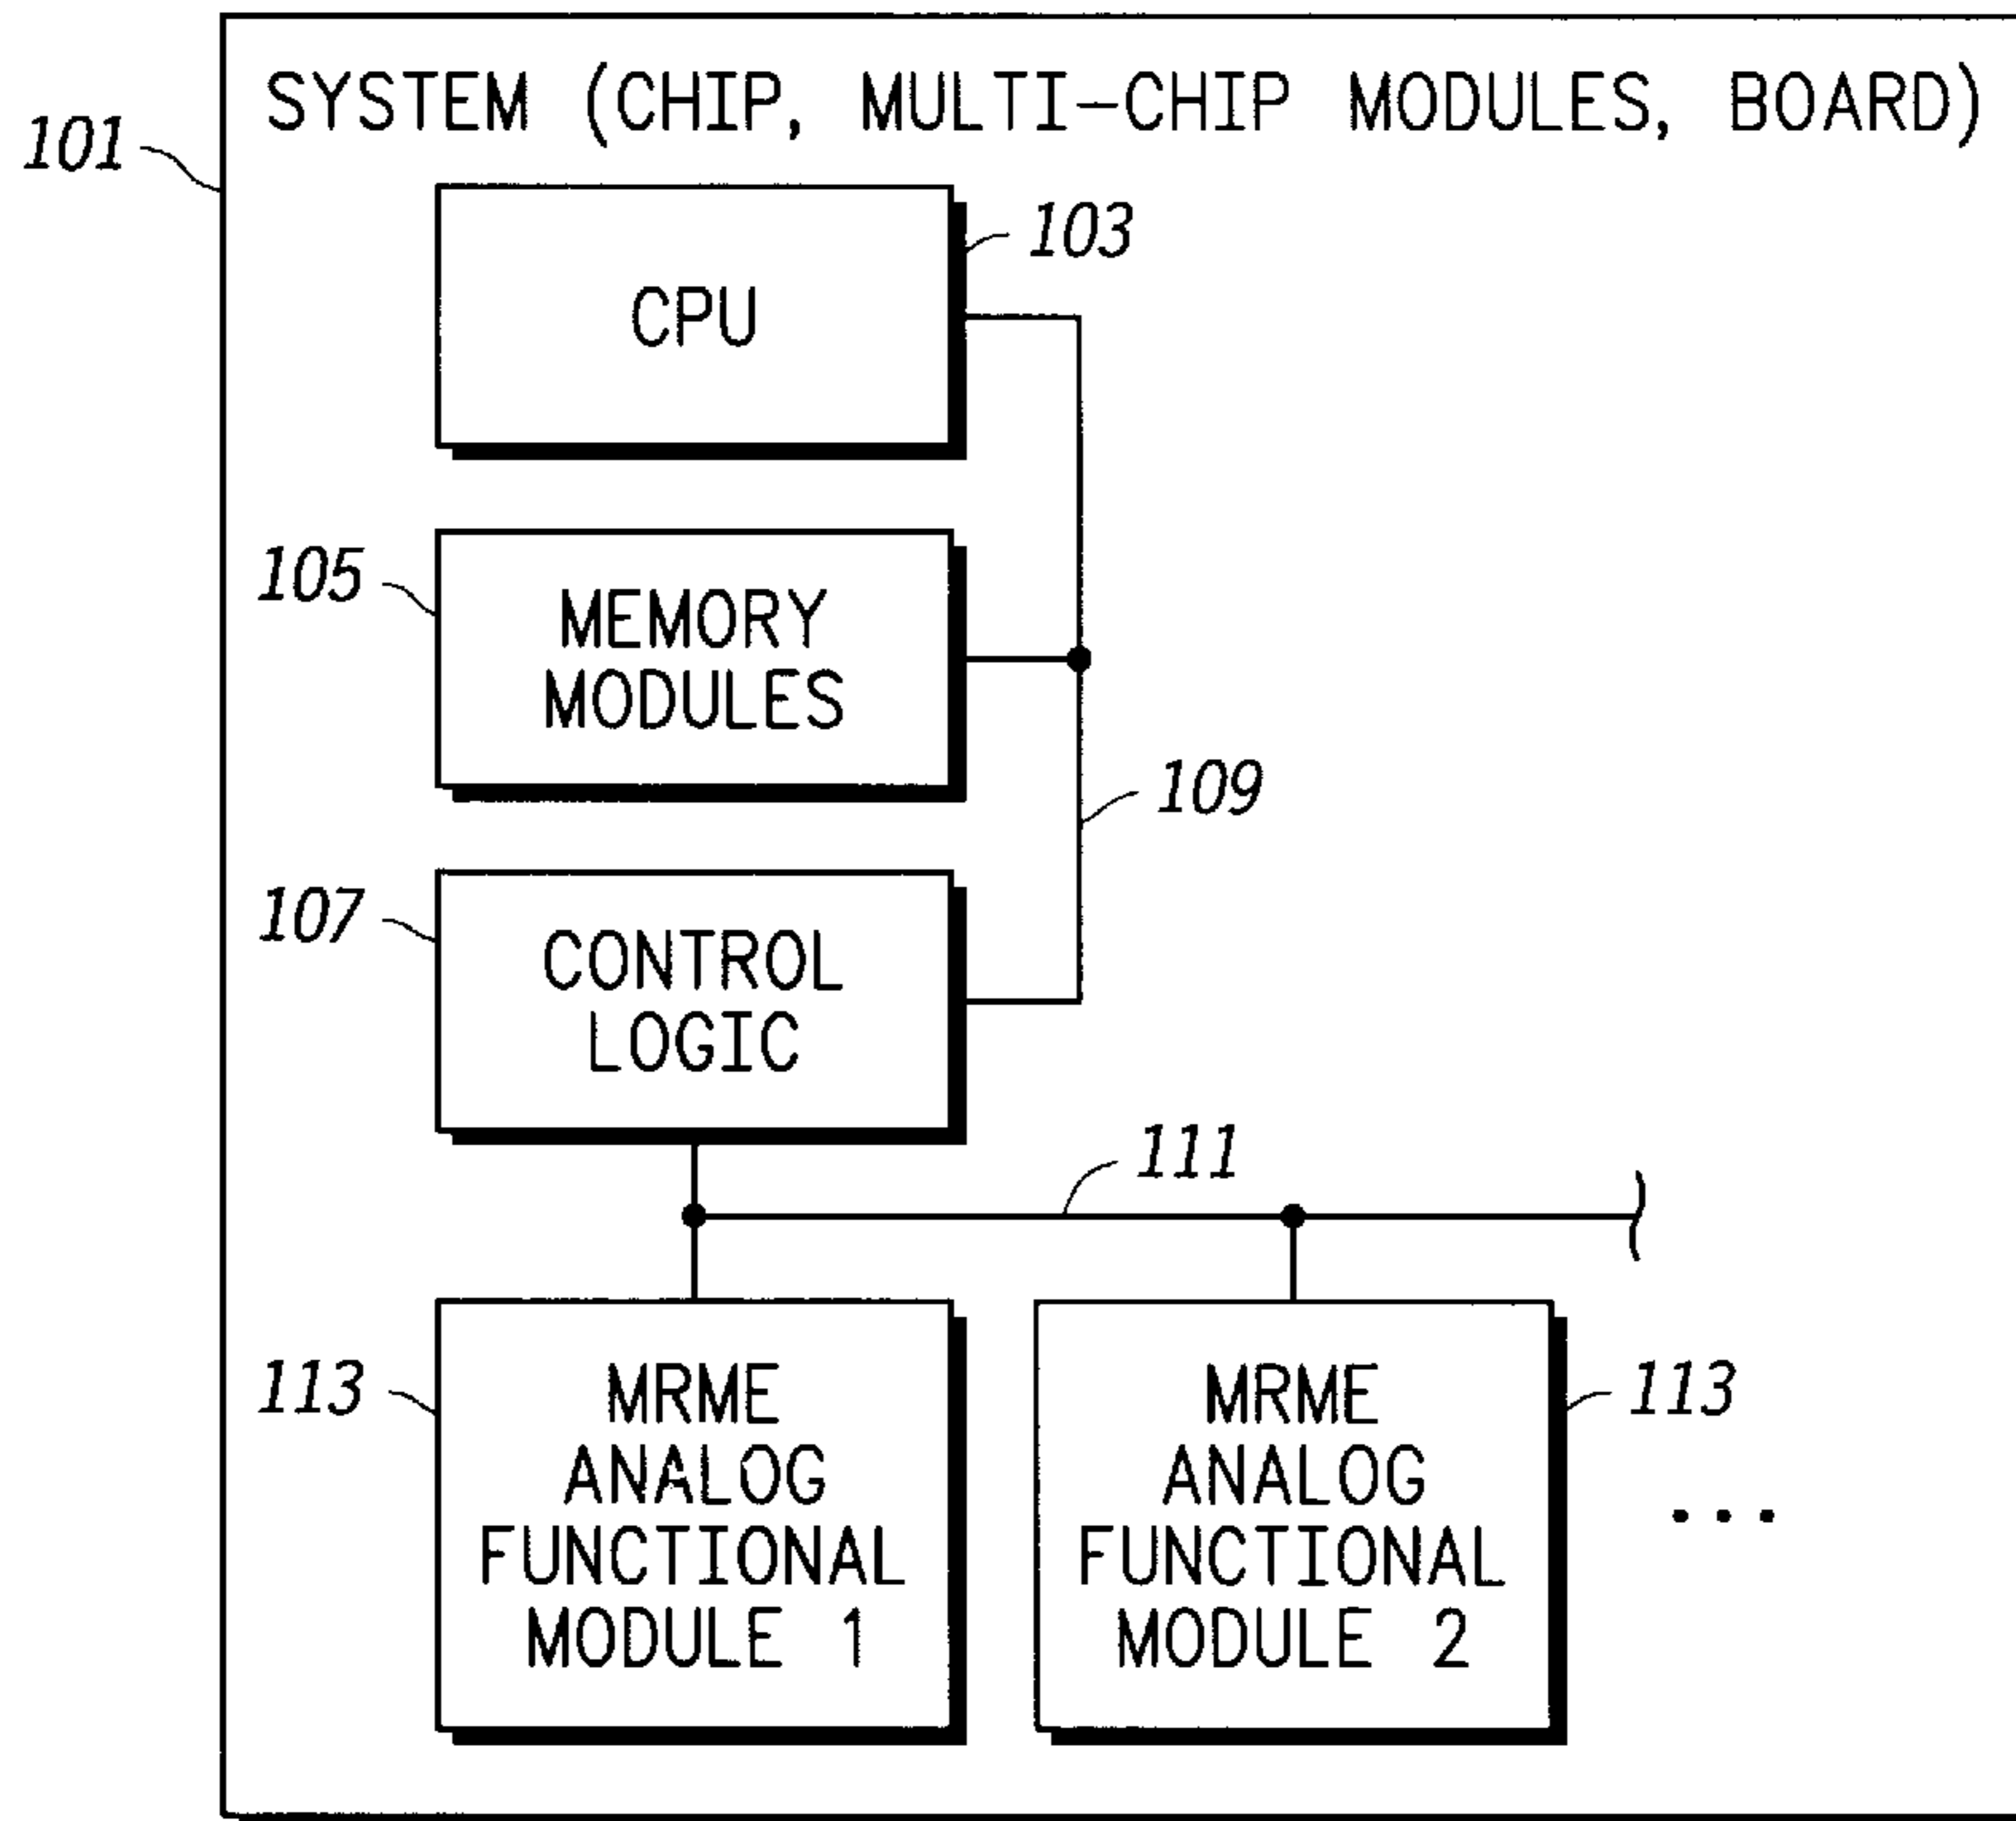 SYSTEM (CHIP, MULTI-CHIP MODULES, BOARD)
101
103
CPU
105
MEMORY
MODULES
109
107
CONTROL
LOGIC
111
113
MRME
ANALOG
FUNCTIONAL
MODULE 1
MRME
ANALOG
FUNCTIONAL
MODULE 2
113
...